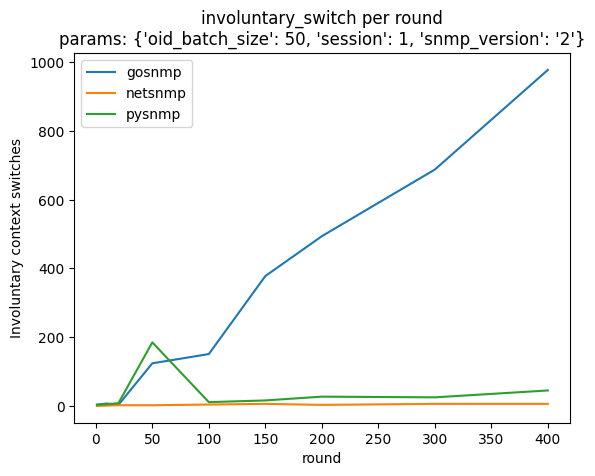 involuntary_switch per round
params: {'oid_batch_size': 50, 'session': 1, 'snmp_version': '2'}
gosnmp
netsnmp
pysnmp
Involuntary context switches
1000
800
600
400
200
0
0 50 100 150 200 250 300 350 400
round